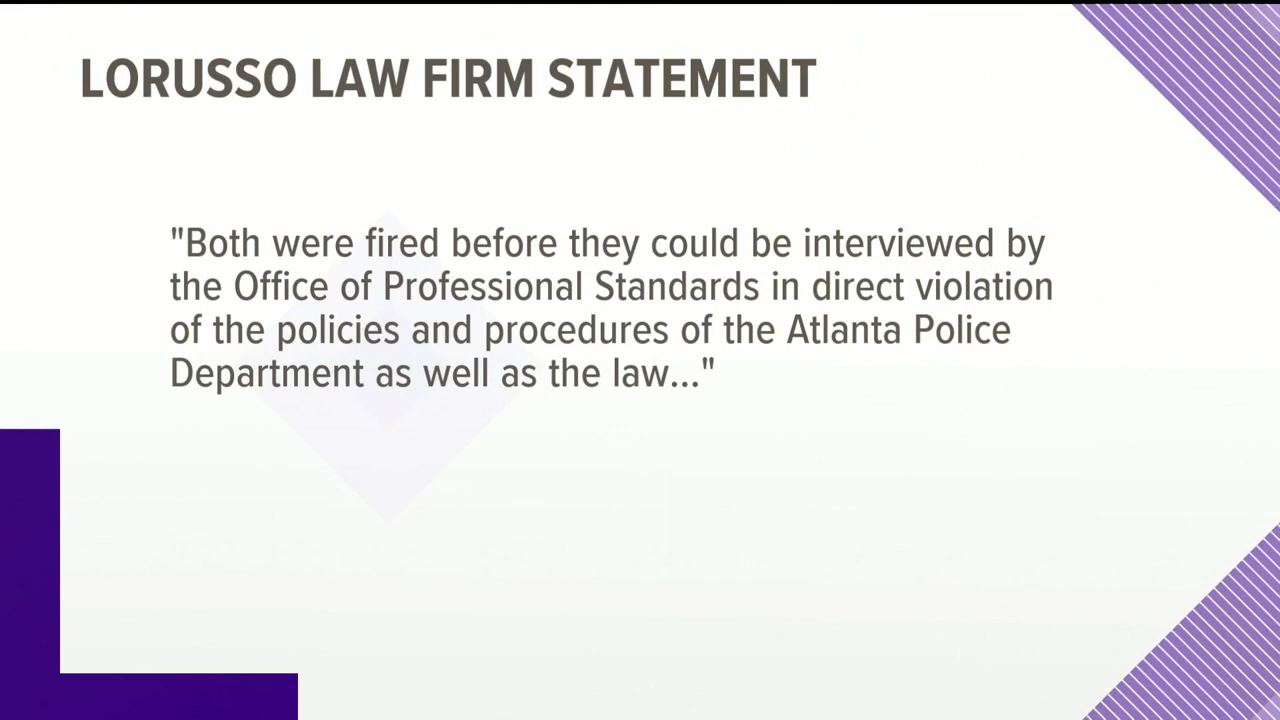 LORUSSO LAW FIRM STATEMENT
"Both were fired before they could be interviewed by
the Office of Professional Standards in direct violation
of the policies and procedures of the Atlanta Police
Department as well as the law..."